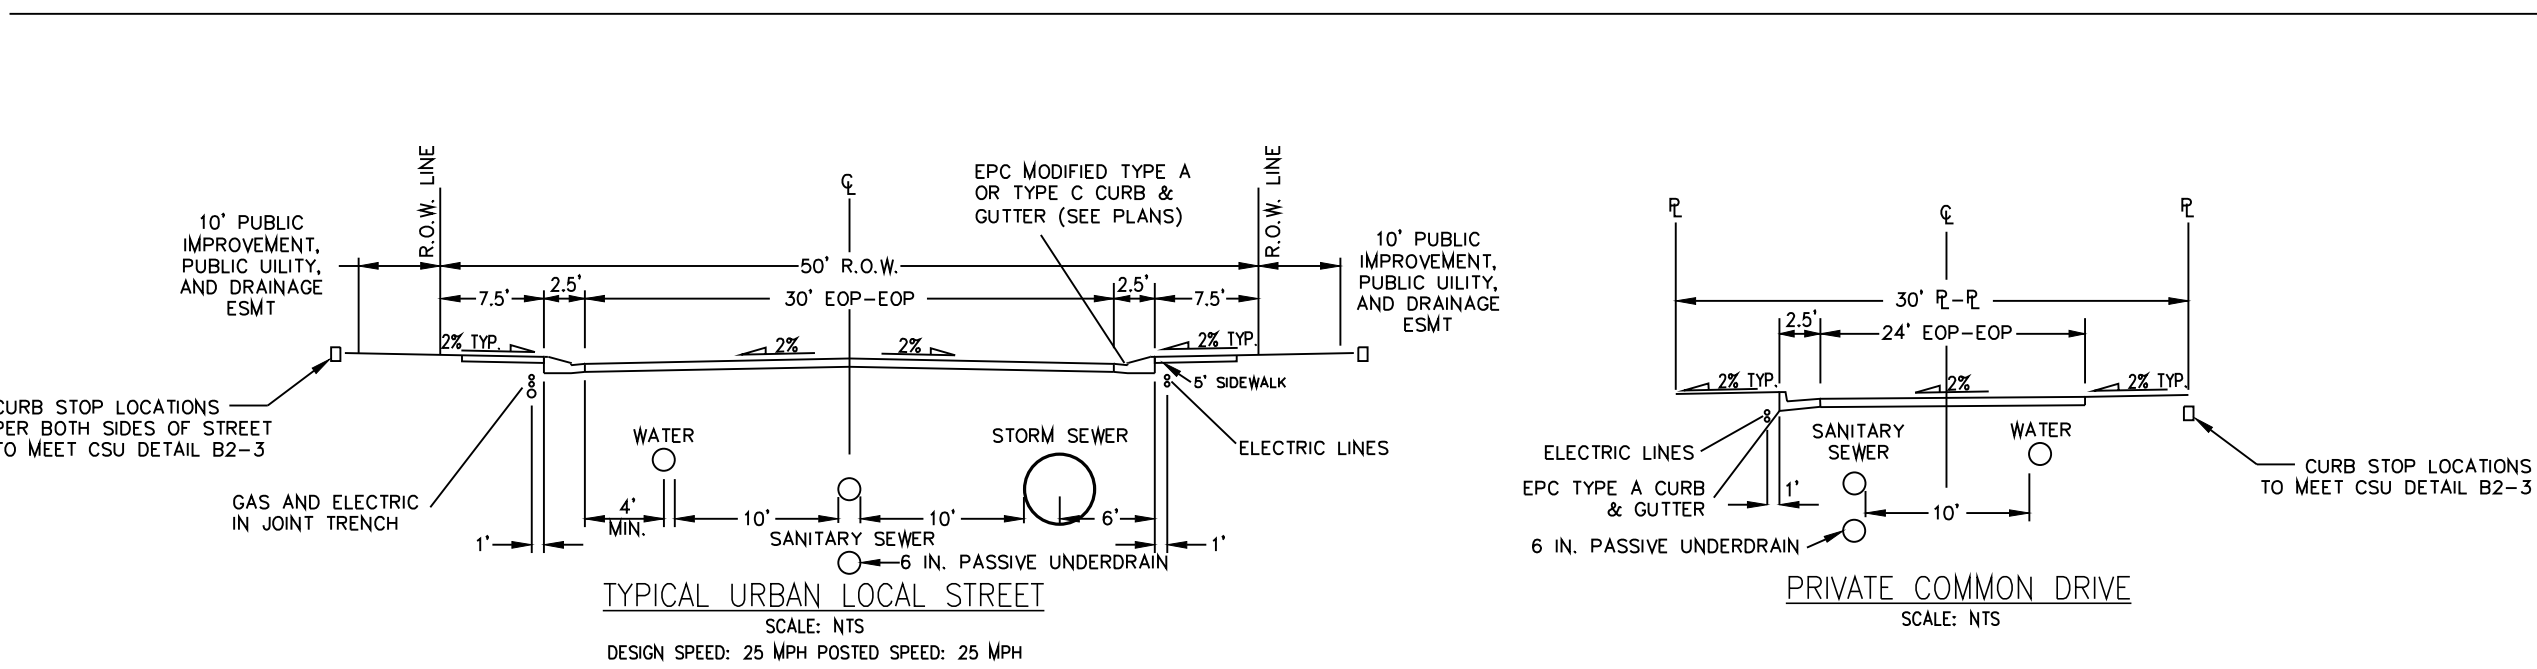 10' PUBLIC
IMPROVEMENT,
PUBLIC UILITY,
AND DRAINAGE
ESMT
R.O.W. LINE
℄
EPC MODIFIED TYPE A
OR TYPE C CURB &
GUTTER (SEE PLANS)
R.O.W. LINE
10' PUBLIC
IMPROVEMENT,
PUBLIC UILITY,
AND DRAINAGE
ESMT
50' R.O.W.
7.5'
2.5'
30' EOP-EOP
2.5'
7.5'
2% TYP.
2%
2%
2% TYP.
5' SIDEWALK
CURB STOP LOCATIONS
PER BOTH SIDES OF STREET
TO MEET CSU DETAIL B2-3
GAS AND ELECTRIC
IN JOINT TRENCH
WATER
STORM SEWER
ELECTRIC LINES
4'
MIN.
10'
10'
6'
1'
SANITARY SEWER
1'
6 IN. PASSIVE UNDERDRAIN
TYPICAL URBAN LOCAL STREET
SCALE: NTS
DESIGN SPEED: 25 MPH POSTED SPEED: 25 MPH
PL
℄
PL
30' PL-PL
2.5'
24' EOP-EOP
2% TYP.
2%
2% TYP.
ELECTRIC LINES
EPC TYPE A CURB
& GUTTER
SANITARY
SEWER
WATER
1'
10'
6 IN. PASSIVE UNDERDRAIN
CURB STOP LOCATIONS
TO MEET CSU DETAIL B2-3
PRIVATE COMMON DRIVE
SCALE: NTS